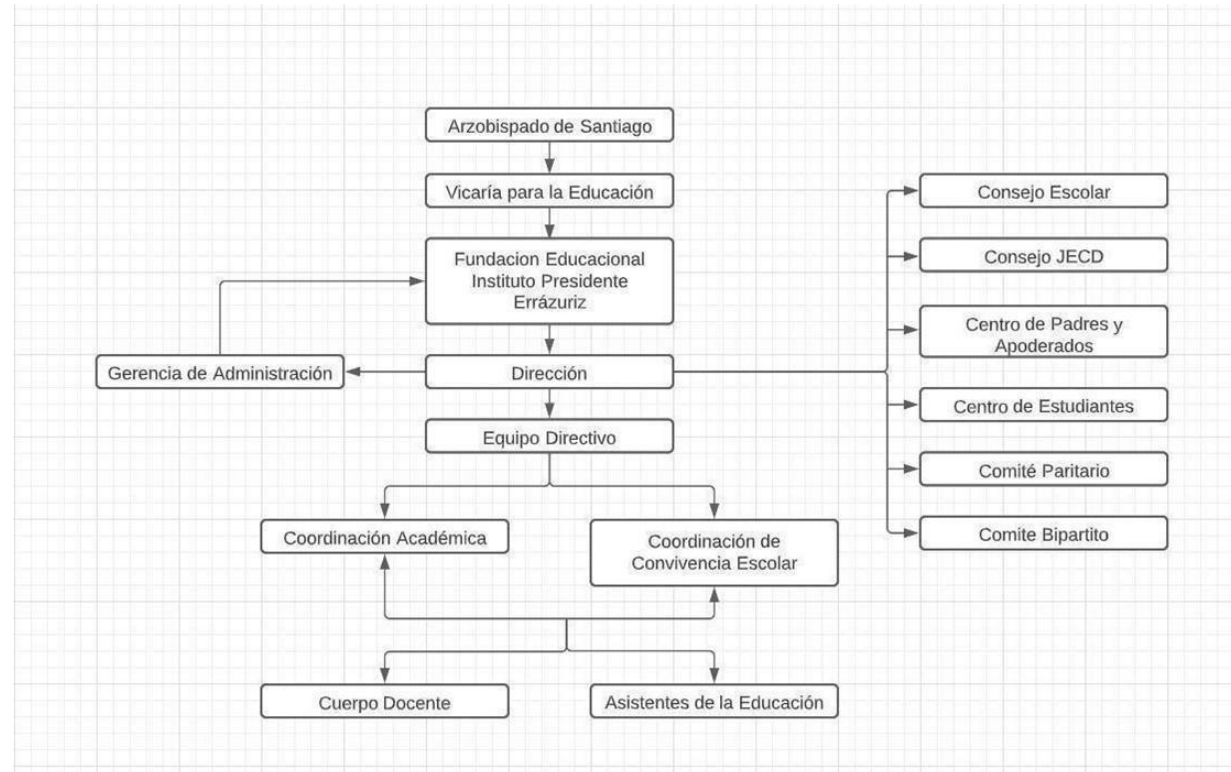 Arzobispado de Santiago
Vicaría para la Educación
Fundacion Educacional
Instituto Presidente
Errázuriz
Gerencia de Administración
Dirección
Equipo Directivo
Coordinación Académica
Coordinación de
Convivencia Escolar
Cuerpo Docente
Asistentes de la Educación
Consejo Escolar
Consejo JECD
Centro de Padres y
Apoderados
Centro de Estudiantes
Comité Paritario
Comite Bipartito